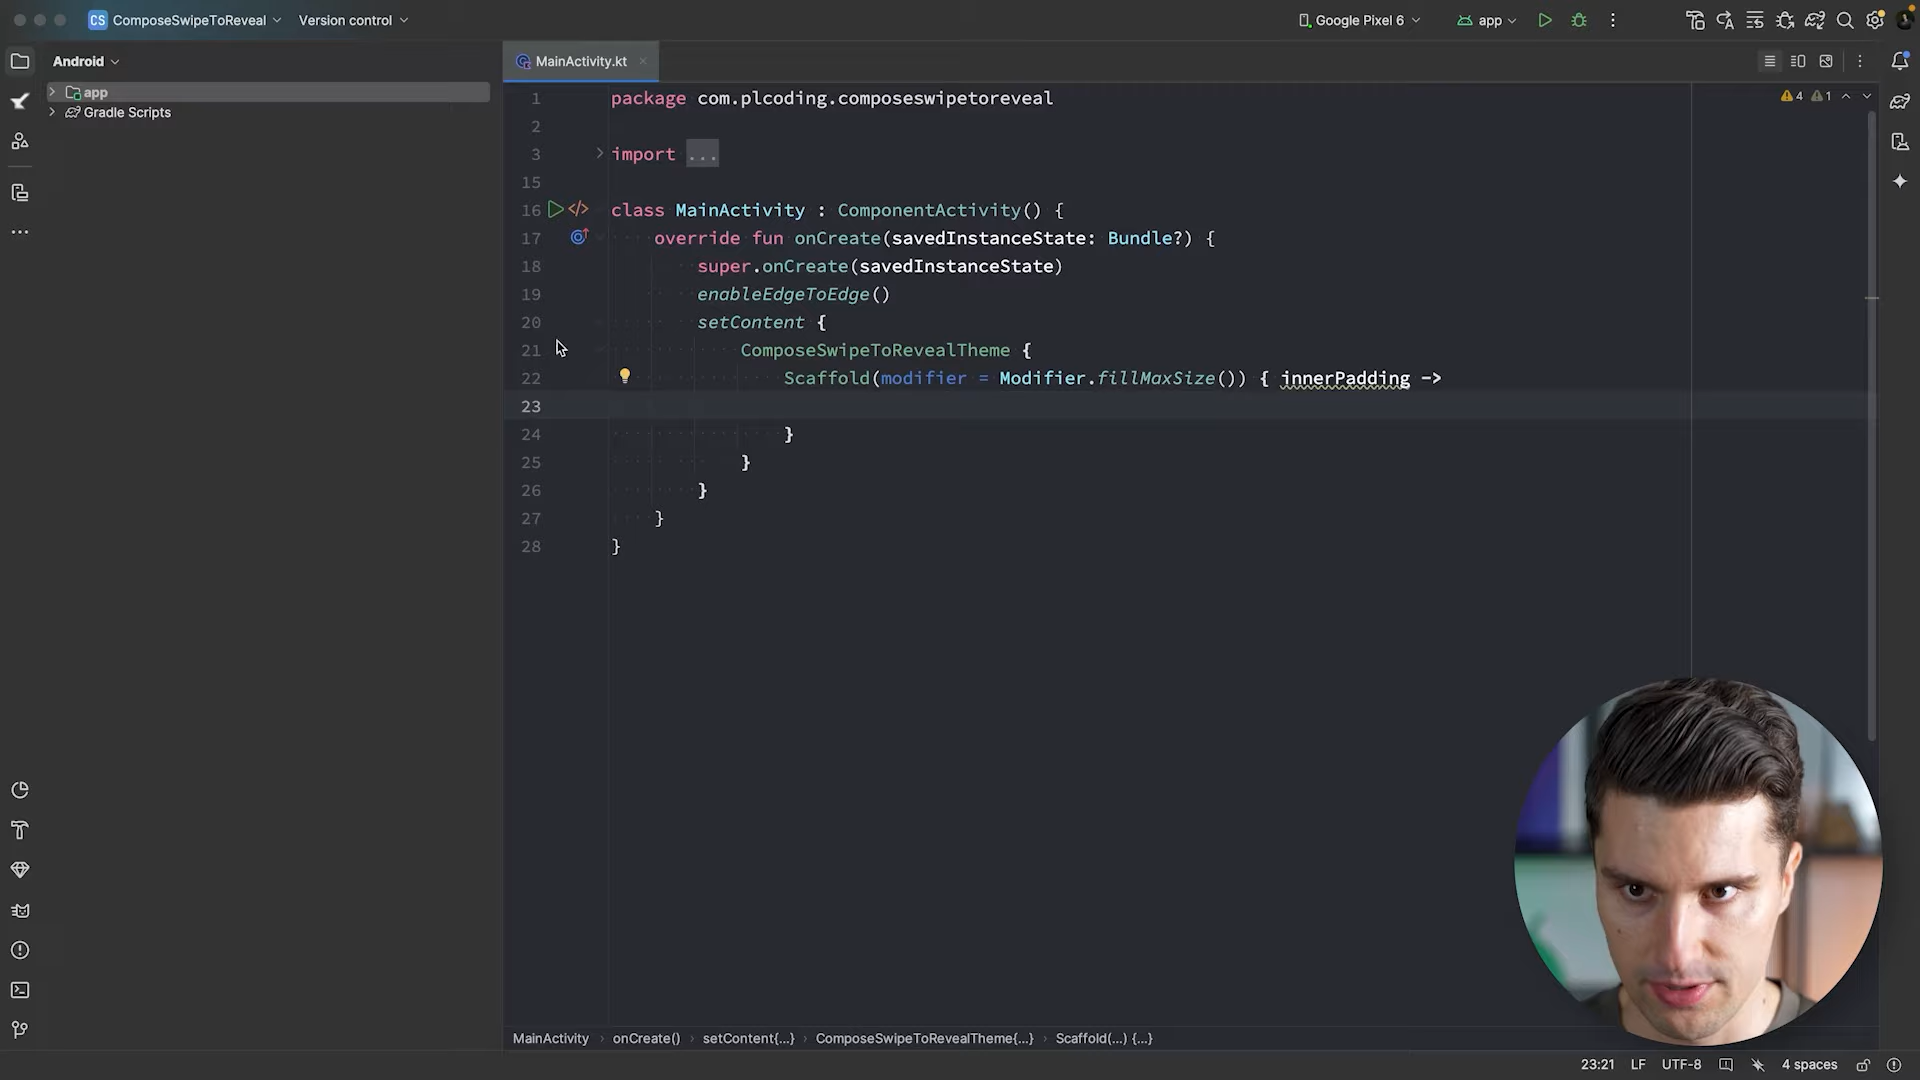 CS ComposeSwipeToReveal Version control Google Pixel 6 app
Android MainActivity.kt
app
Gradle Scripts
4 1
1 package com.plcoding.composeswipetoreveal
2
3 import ...
15
16 class MainActivity : ComponentActivity() {
17 override fun onCreate(savedInstanceState: Bundle?) {
18 super.onCreate(savedInstanceState)
19 enableEdgeToEdge()
20 setContent {
21 ComposeSwipeToRevealTheme {
22 Scaffold(modifier = Modifier.fillMaxSize()) { innerPadding ->
23
24 }
25 }
26 }
27 }
28 }
MainActivity onCreate() setContent{...} ComposeSwipeToRevealTheme{...} Scaffold(...) {...}
23:21 LF UTF-8 4 spaces